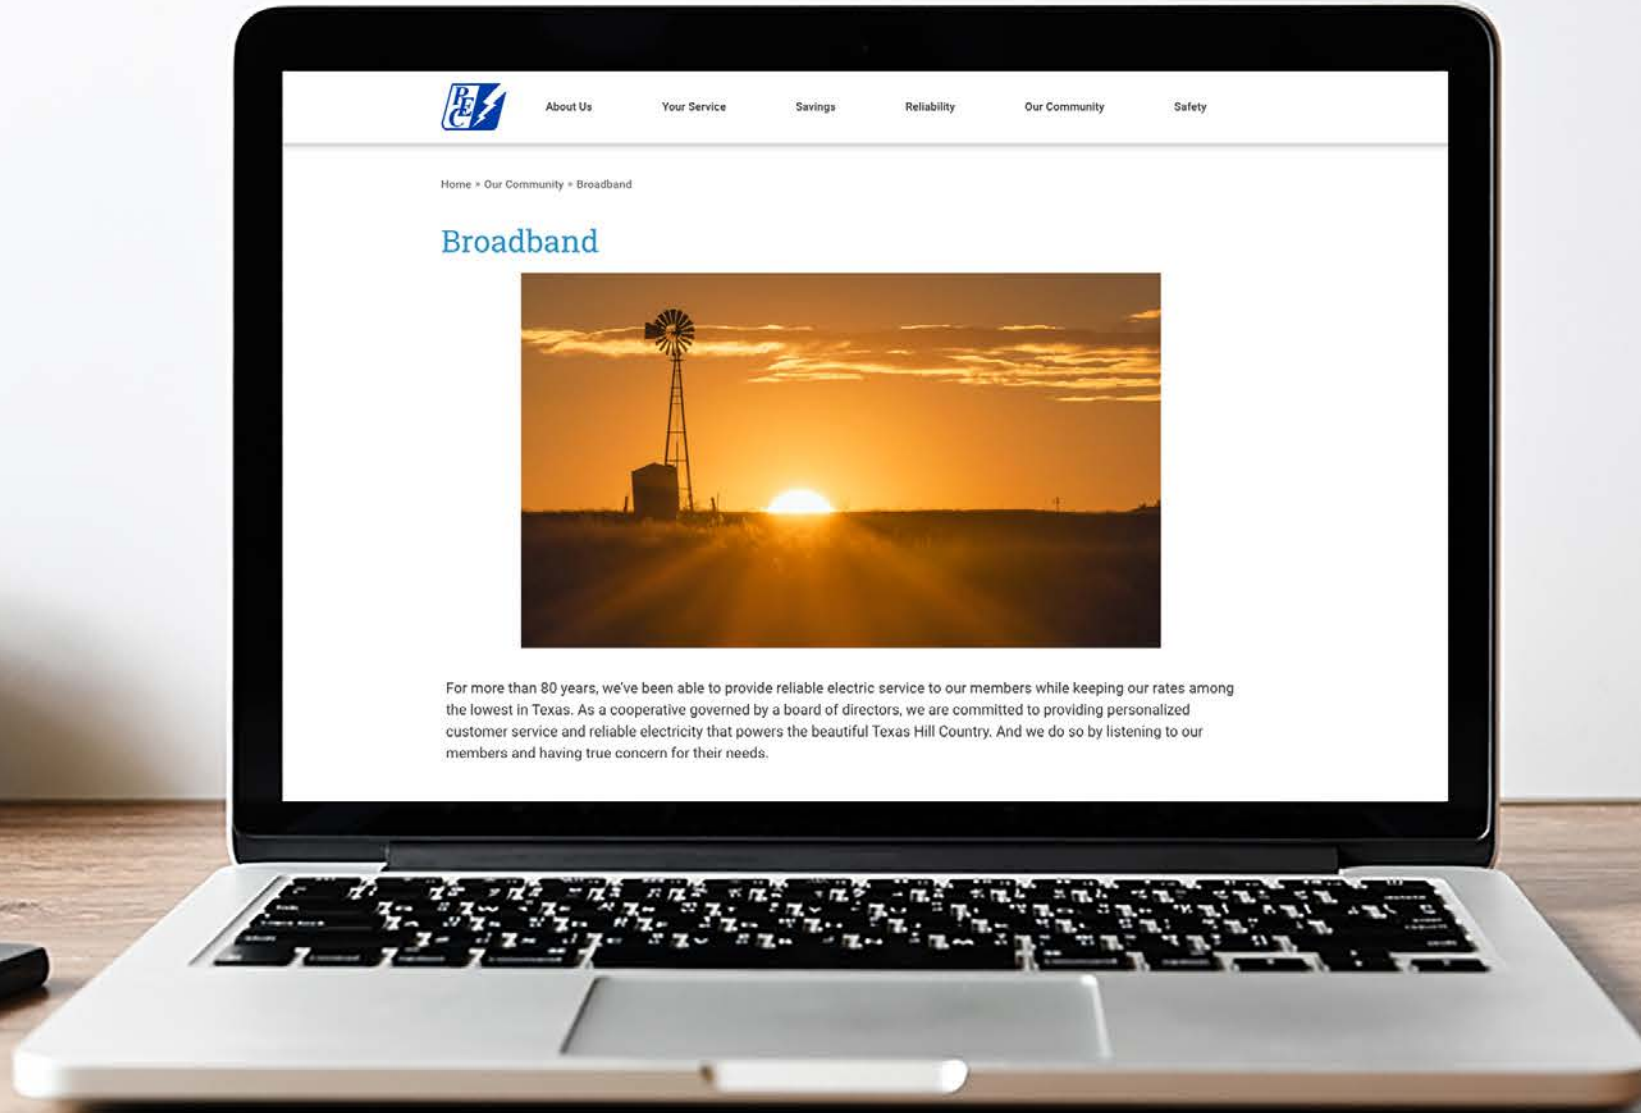 PEC
About Us
Your Service
Savings
Reliability
Our Community
Safety
Home » Our Community » Broadband
Broadband
For more than 80 years, we've been able to provide reliable electric service to our members while keeping our rates among
the lowest in Texas. As a cooperative governed by a board of directors, we are committed to providing personalized
customer service and reliable electricity that powers the beautiful Texas Hill Country. And we do so by listening to our
members and having true concern for their needs.